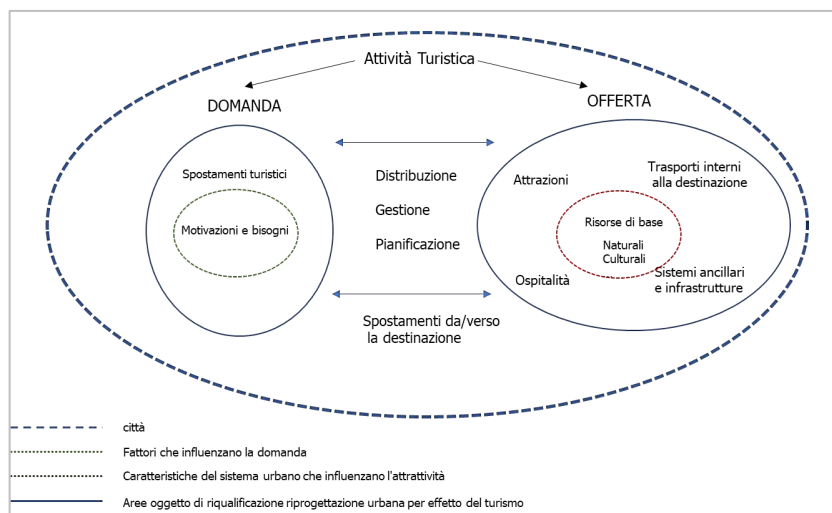 Attività Turistica
DOMANDA
OFFERTA
Spostamenti turistici
Motivazioni e bisogni
Distribuzione
Gestione
Pianificazione
Spostamenti da/verso
la destinazione
Attrazioni
Trasporti interni
alla destinazione
Risorse di base
Naturali
Culturali
Ospitalità
Sistemi ancillari
e infrastrutture
città
Fattori che influenzano la domanda
Caratteristiche del sistema urbano che influenzano l'attrattività
Aree oggetto di riqualificazione riprogettazione urbana per effetto del turismo